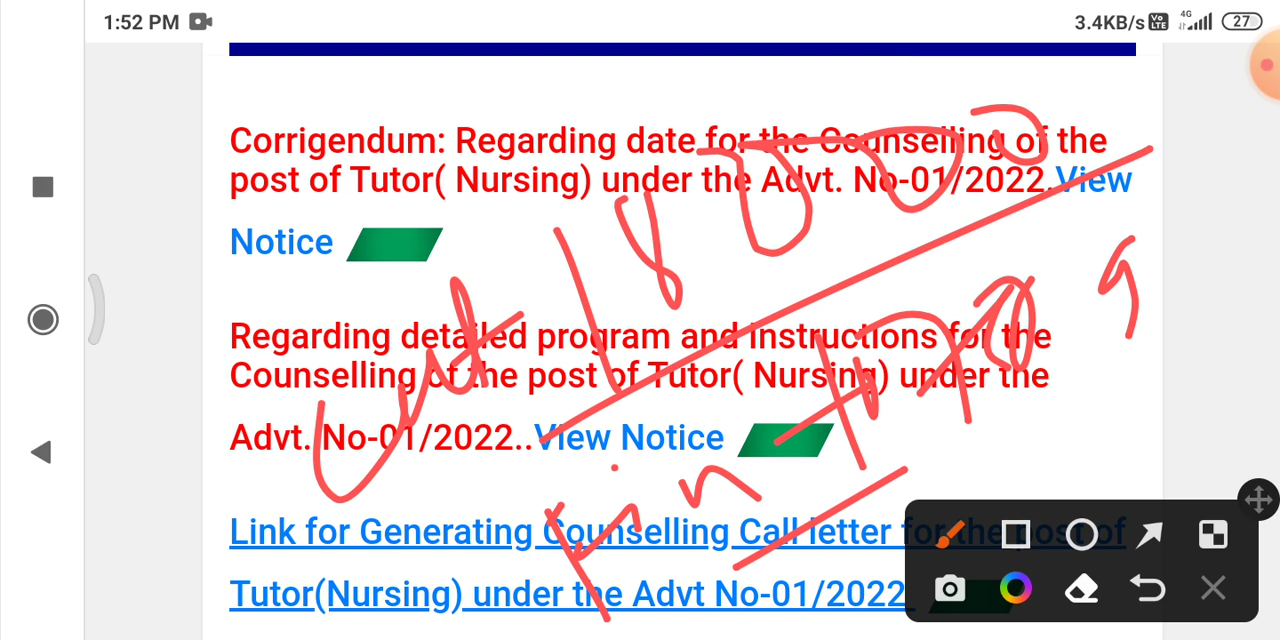 1:52 PM
3.4KB/s Vo LTE 4G 27
Corrigendum: Regarding date for the Counselling of the
post of Tutor( Nursing) under the Advt. No-01/2022.View
Notice
Regarding detailed program and instructions for the
Counselling of the post of Tutor( Nursing) under the
Advt. No-01/2022..View Notice
Link for Generating Counselling Call letter for the post of
Tutor(Nursing) under the Advt No-01/2022.